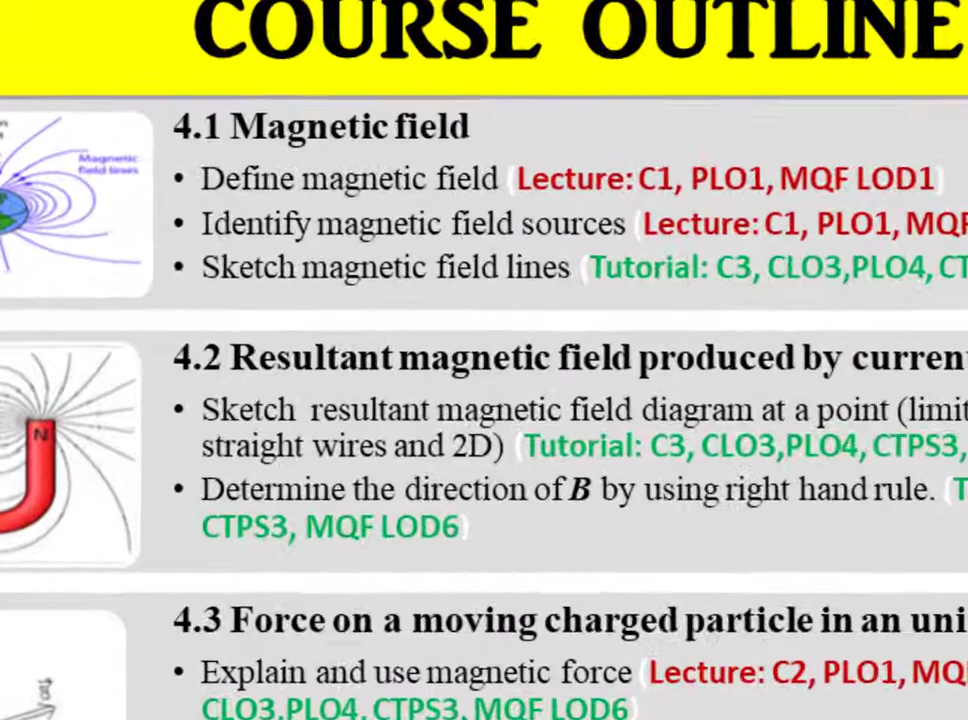 COURSE OUTLINE
Magnetic
field lines
4.1 Magnetic field
• Define magnetic field (Lecture: C1, PLO1, MQF LOD1)
• Identify magnetic field sources (Lecture: C1, PLO1, MQF
• Sketch magnetic field lines (Tutorial: C3, CLO3,PLO4, CT
N
4.2 Resultant magnetic field produced by curren
• Sketch resultant magnetic field diagram at a point (limit
straight wires and 2D) (Tutorial: C3, CLO3,PLO4, CTPS3,
• Determine the direction of B by using right hand rule. (T
CTPS3, MQF LOD6)
4.3 Force on a moving charged particle in an uni
• Explain and use magnetic force (Lecture: C2, PLO1, MQ
CLO3,PLO4, CTPS3, MQF LOD6)